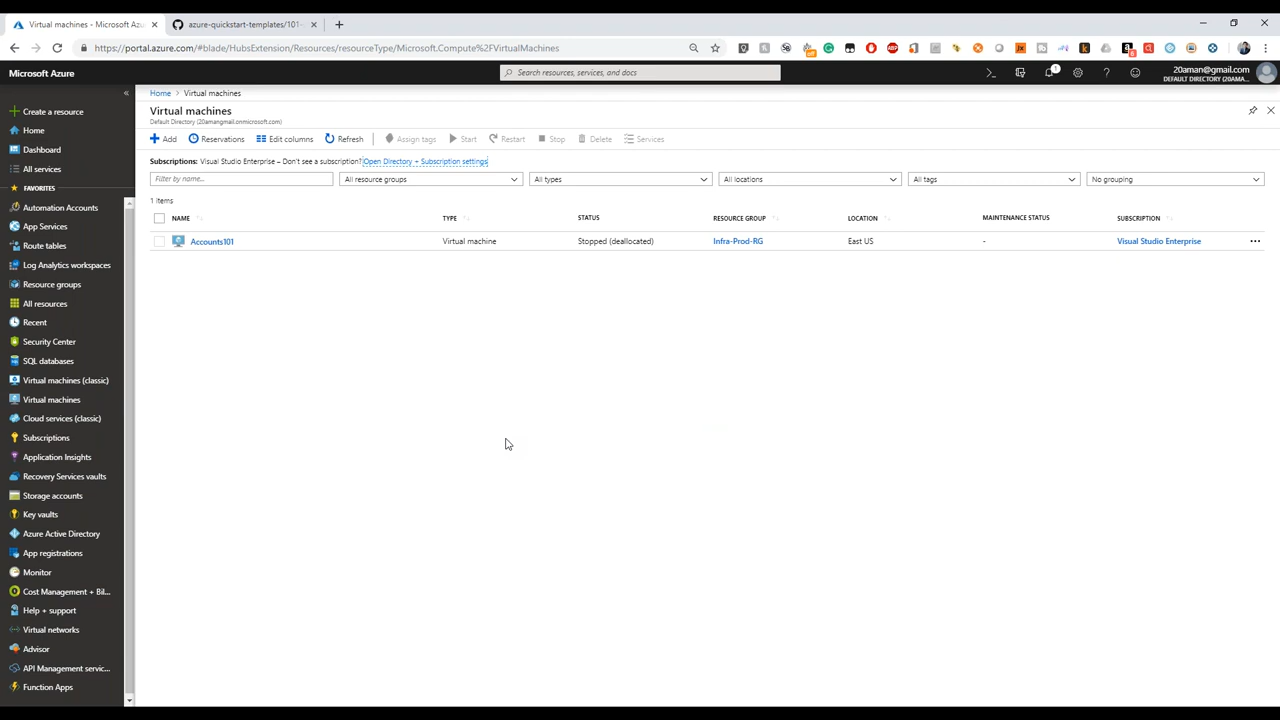 Virtual machines - Microsoft Azu
azure-quickstart-templates/101-
https://portal.azure.com/#blade/HubsExtension/Resources/resourceType/Microsoft.Compute%2FVirtualMachines
Microsoft Azure
Search resources, services, and docs
1
20aman@gmail.com
DEFAULT DIRECTORY (20AMA...
Create a resource
Home
Dashboard
All services
FAVORITES
Automation Accounts
App Services
Route tables
Log Analytics workspaces
Resource groups
All resources
Recent
Security Center
SQL databases
Virtual machines (classic)
Virtual machines
Cloud services (classic)
Subscriptions
Application Insights
Recovery Services vaults
Storage accounts
Key vaults
Azure Active Directory
App registrations
Monitor
Cost Management + Bil...
Help + support
Virtual networks
Advisor
API Management servic...
Function Apps
Home > Virtual machines
Virtual machines
Default Directory (20amangmail.onmicrosoft.com)
Add Reservations Edit columns Refresh Assign tags Start Restart Stop Delete Services
Subscriptions: Visual Studio Enterprise – Don't see a subscription? Open Directory + Subscription settings
Filter by name... All resource groups All types All locations All tags No grouping
1 items
NAME TYPE STATUS RESOURCE GROUP LOCATION MAINTENANCE STATUS SUBSCRIPTION
Accounts101 Virtual machine Stopped (deallocated) Infra-Prod-RG East US - Visual Studio Enterprise